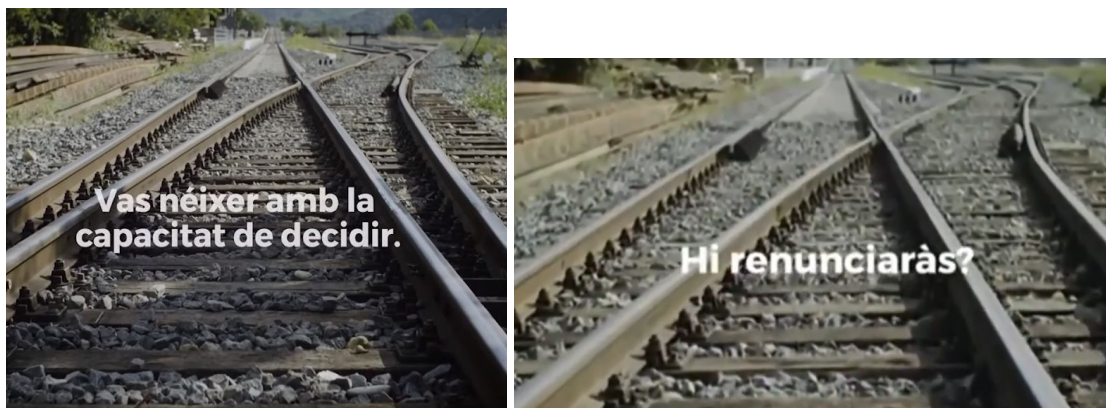 Vas néixer amb la
capacitat de decidir.
Hi renunciaràs?